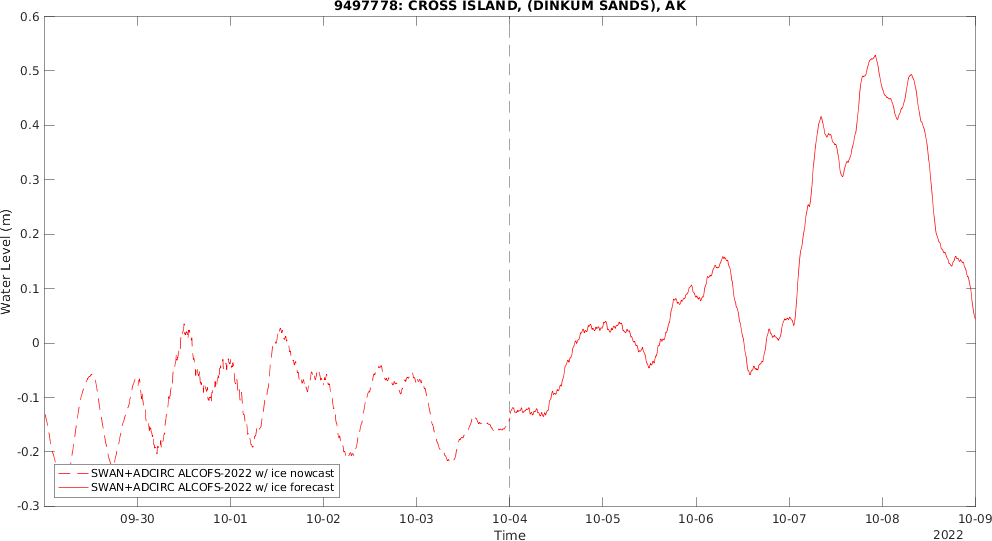 9497778: CROSS ISLAND, (DINKUM SANDS), AK
0.6
0.5
0.4
0.3
0.2
0.1
0
-0.1
-0.2
-0.3
Water Level (m)
SWAN+ADCIRC ALCOFS-2022 w/ ice nowcast
SWAN+ADCIRC ALCOFS-2022 w/ ice forecast
09-30 10-01 10-02 10-03 10-04 10-05 10-06 10-07 10-08 10-09
Time
2022